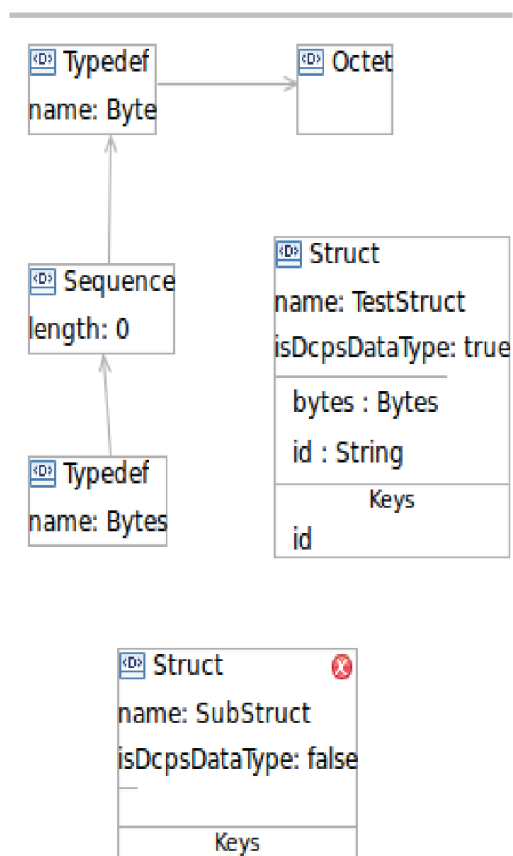 <D> Typedef
name: Byte
<D> Octet
<D> Sequence
length: 0
<D> Typedef
name: Bytes
<D> Struct
name: TestStruct
isDcpsDataType: true
bytes : Bytes
id : String
Keys
id
<D> Struct X
name: SubStruct
isDcpsDataType: false
Keys